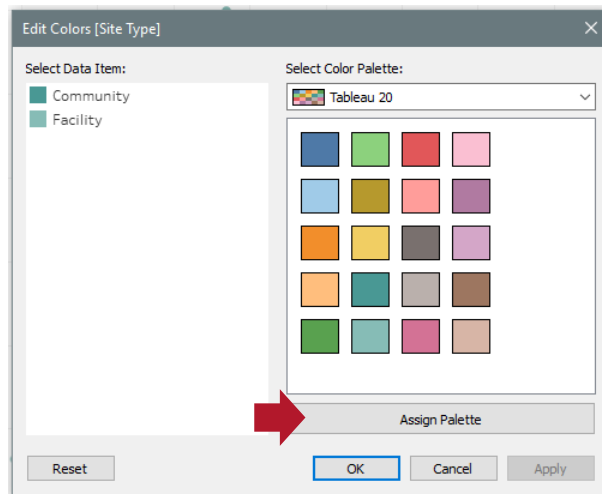 Edit Colors [Site Type]
Select Data Item:
Community
Facility
Select Color Palette:
Tableau 20
Assign Palette
Reset
OK
Cancel
Apply